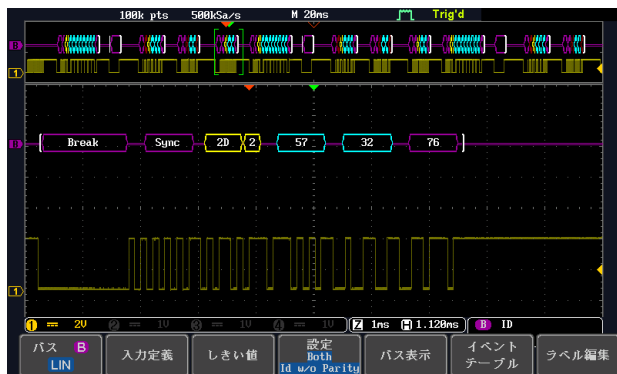 100k pts 500kSa/s M 20ms Trig'd
B
1
B Break Sync 2D 2 57 32 76
1
1 2V 2 1V 3 1V 4 1V Z 1ms H 1.120ms B ID
バス B
LIN
入力定義
しきい値
設定
Both
Id w/o Parity
バス表示
イベント
テーブル
ラベル編集